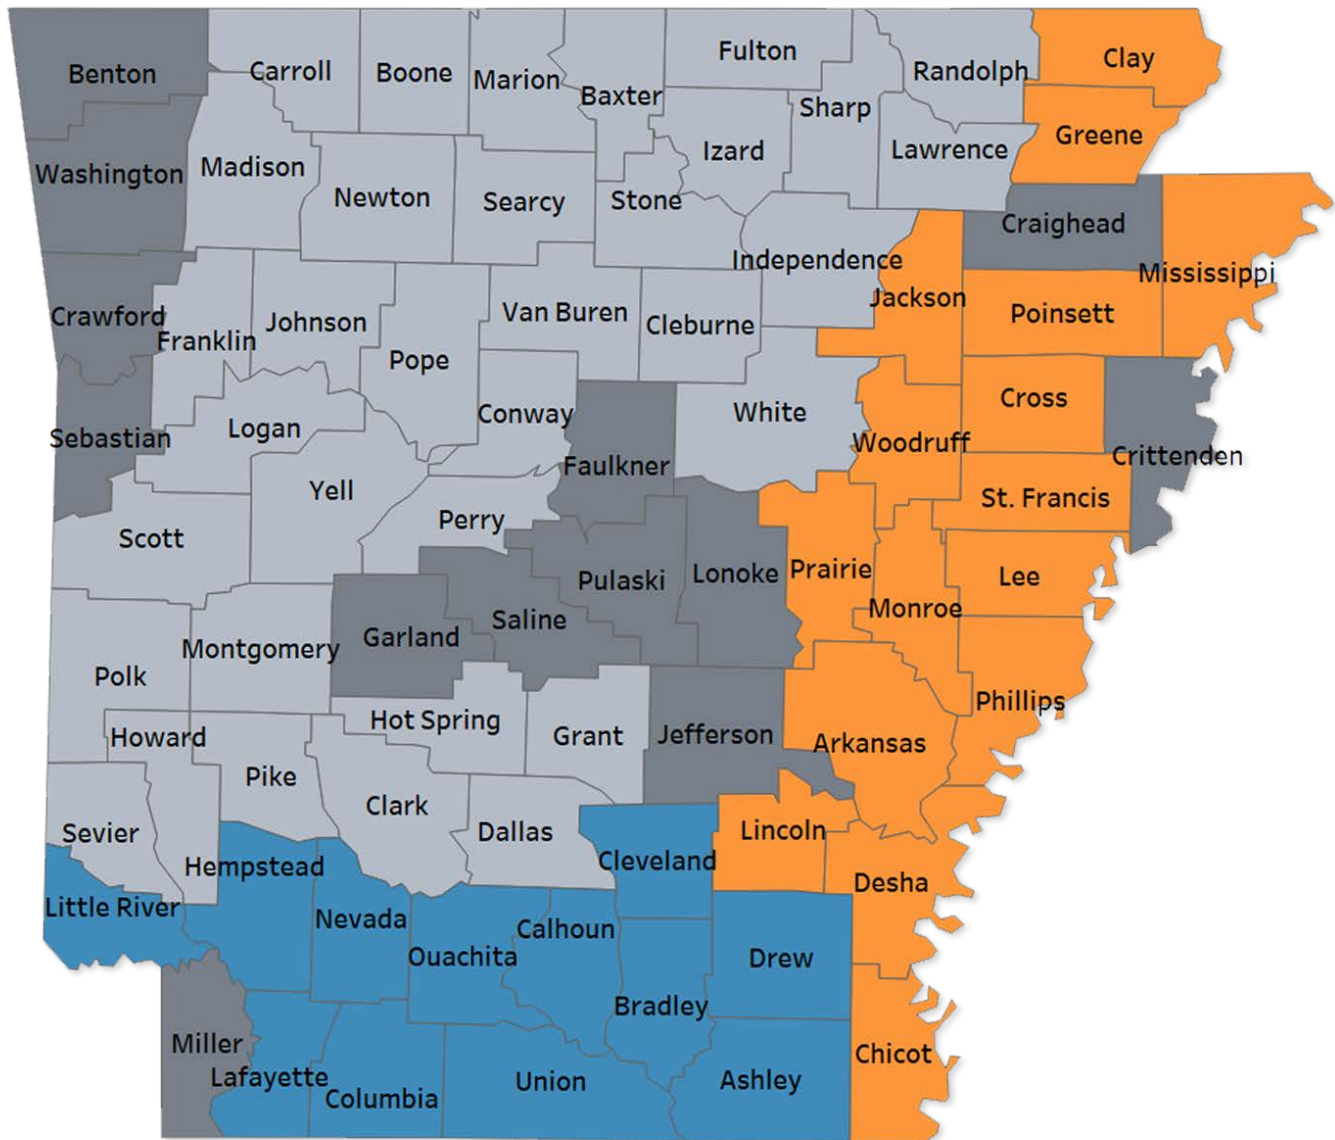 Benton
Carroll
Boone
Marion
Baxter
Fulton
Sharp
Randolph
Clay
Washington
Madison
Newton
Searcy
Stone
Izard
Lawrence
Greene
Crawford
Franklin
Johnson
Pope
Van Buren
Cleburne
Independence
Jackson
Craighead
Poinsett
Mississippi
Sebastian
Logan
Conway
Faulkner
White
Woodruff
Cross
Crittenden
St. Francis
Scott
Yell
Perry
Pulaski
Lonoke
Prairie
Monroe
Lee
Polk
Montgomery
Garland
Saline
Phillips
Howard
Pike
Hot Spring
Grant
Jefferson
Arkansas
Sevier
Clark
Dallas
Cleveland
Lincoln
Desha
Little River
Hempstead
Nevada
Ouachita
Calhoun
Bradley
Drew
Miller
Lafayette
Columbia
Union
Ashley
Chicot